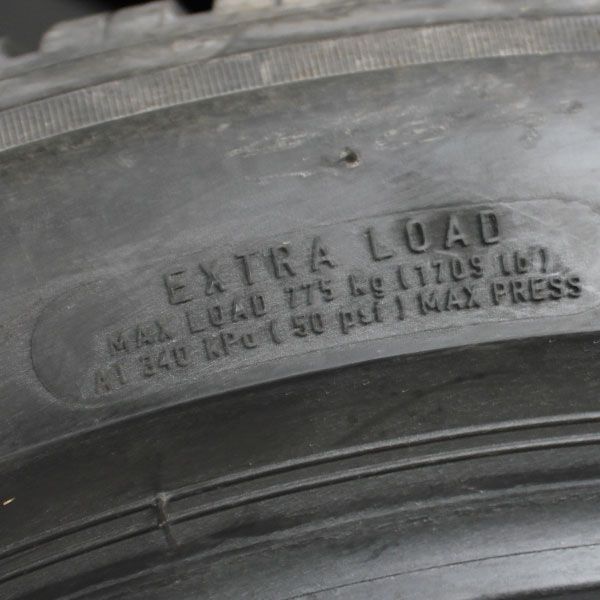 EXTRA LOAD
MAX LOAD 775 kg (1709 lb)
AT 340 kPa (50 psi) MAX PRESS